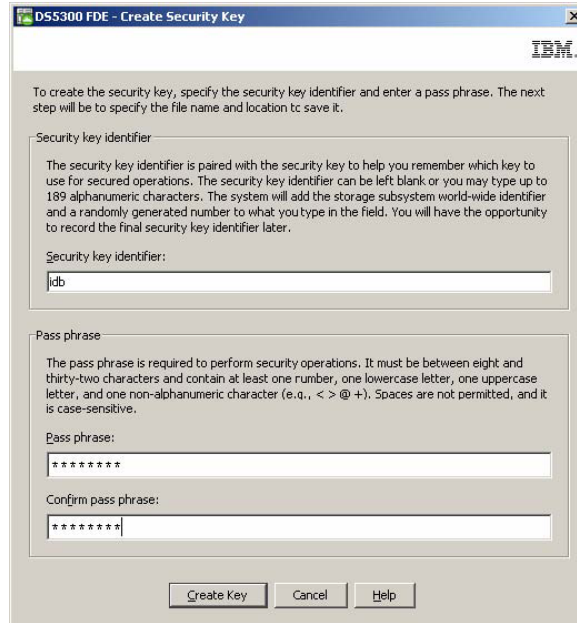 DS5300 FDE - Create Security Key
IBM.
To create the security key, specify the security key identifier and enter a pass phrase. The next
step will be to specify the file name and location tc save it.
Security key identifier
The security key identifier is paired with the security key to help you remember which key to
use for secured operations. The security key identifier can be left blank or you may type up to
189 alphanumeric characters. The system will add the storage subsystem world-wide identifier
and a randomly generated number to what you type in the field. You will have the opportunity
to record the final security key identifier later.
Security key identifier:
idb
Pass phrase
The pass phrase is required to perform security operations. It must be between eight and
thirty-two characters and contain at least one number, one lowercase letter, one uppercase
letter, and one non-alphanumeric character (e.g., < > @ +). Spaces are not permitted, and it
is case-sensitive.
Pass phrase:
********
Confirm pass phrase:
********
Create Key Cancel Help